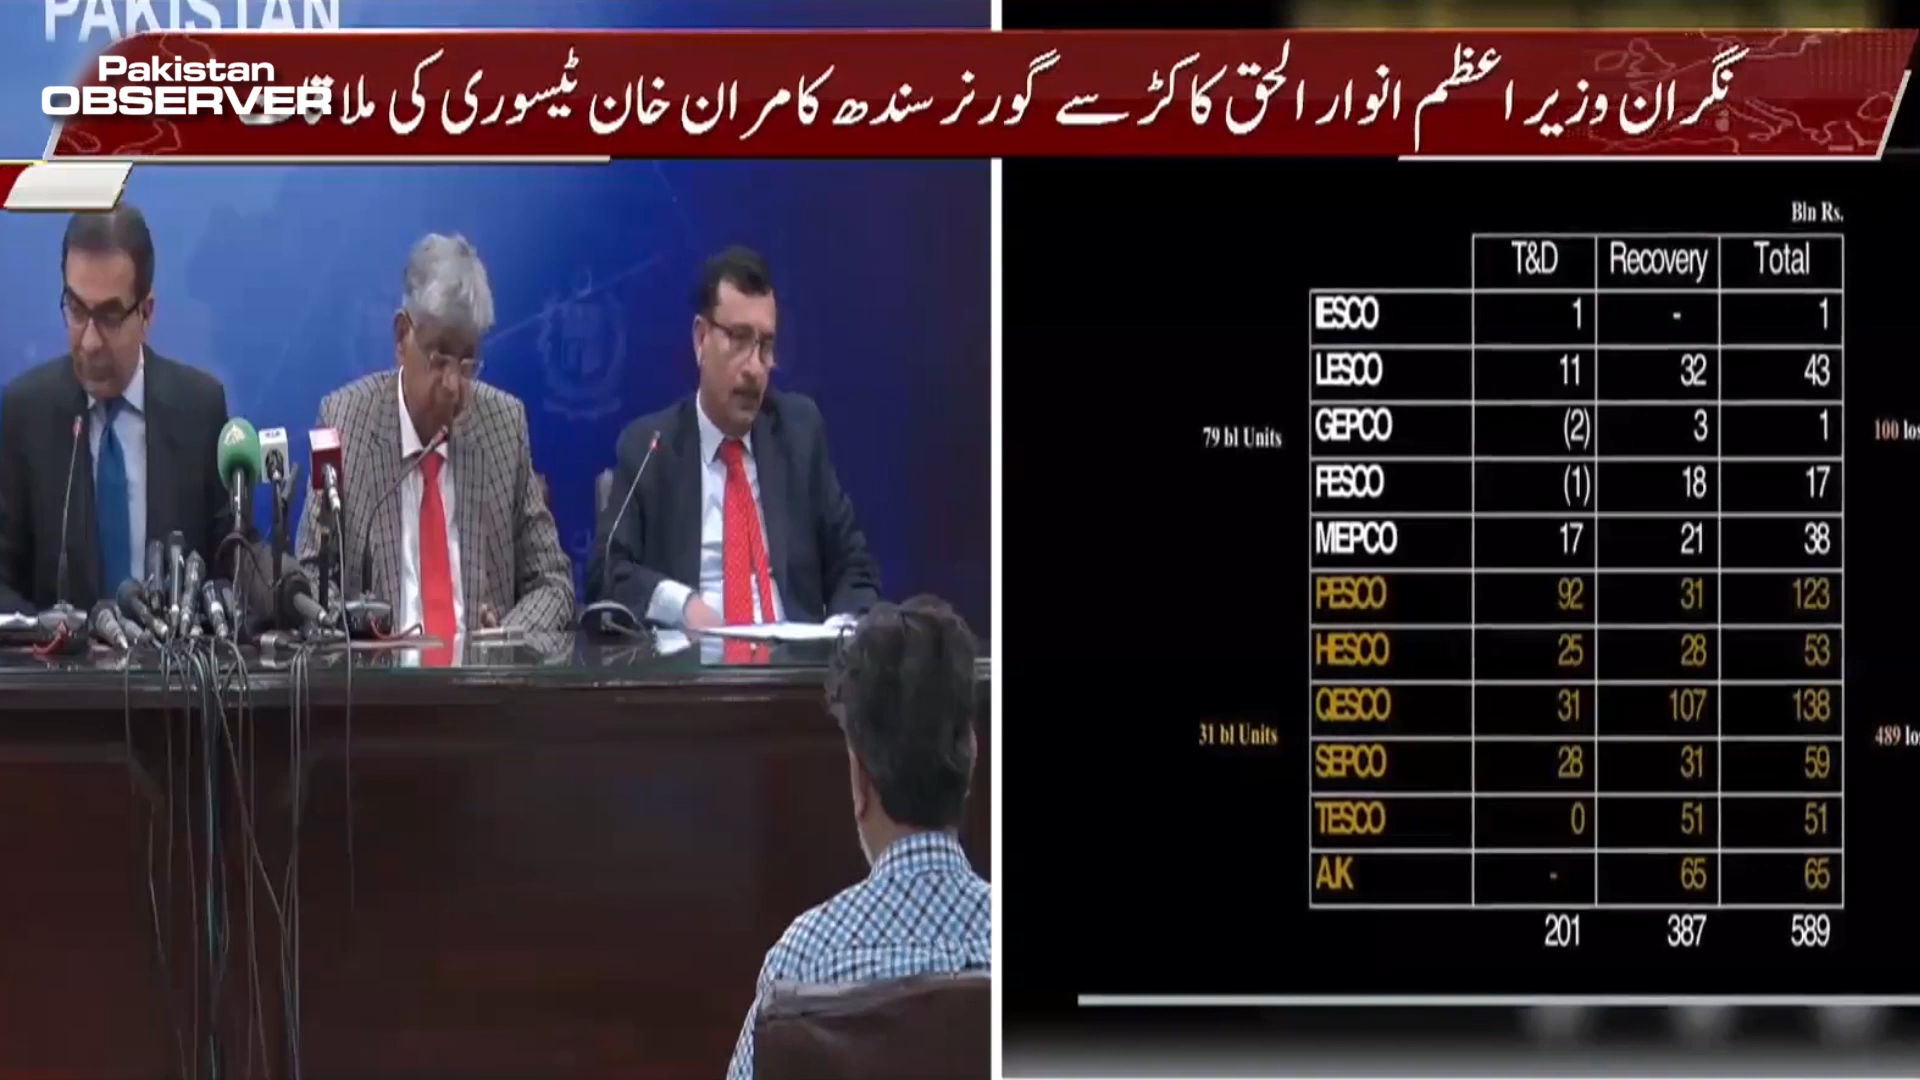 PAKISTAN
Pakistan
OBSERVER
نگران وزیر اعظم انوار الحق کاکڑ سے گورنر سندھ کامران خان ٹیسوری کی ملاقات
Bln Rs.
T&D Recovery Total
IESCO 1 - 1
LESCO 11 32 43
GEPCO (2) 3 1
79 bl Units
100 los
FESCO (1) 18 17
MEPCO 17 21 38
PESCO 92 31 123
HESCO 25 28 53
QESCO 31 107 138
31 bl Units
489 los
SEPCO 28 31 59
TESCO 0 51 51
AJK - 65 65
201 387 589